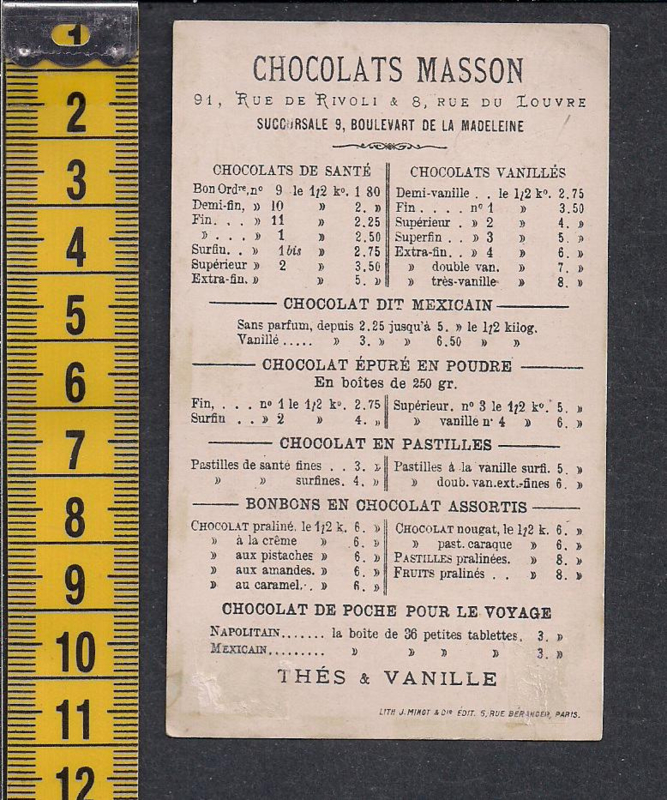 CHOCOLATS MASSON
91, RUE DE RIVOLI & 8, RUE DU LOUVRE
SUCCURSALE 9, BOULEVART DE LA MADELEINE
CHOCOLATS DE SANTÉ
Bon Ordre, no 9 le 1/2 ko. 1 80
Demi-fin, » 10 » 2. »
Fin. . . . » 11 » 2.25
» . . . . » 1 » 2.50
Surfin. . . » 1 bis » 2.75
Supérieur » 2 » 3.50
Extra-fin. » 3 » 5. »
CHOCOLATS VANILLÉS
Demi-vanille . . le 1/2 ko. 2.75
Fin . . . . no 1 » 3.50
Supérieur . » 2 » 4. »
Superfin . . » 3 » 5. »
Extra-fin. . » 4 » 6. »
» double van. » 7. »
» très-vanille » 8. »
CHOCOLAT DIT MEXICAIN
Sans parfum, depuis 2.25 jusqu'à 5. » le 1/2 kilog.
Vanillé ..... » 3. » » 6.50 » »
CHOCOLAT ÉPURÉ EN POUDRE
En boîtes de 250 gr.
Fin, . . . no 1 le 1/2 ko. 2.75
Surfin . . » 2 » 4. »
Supérieur. no 3 le 1/2 ko. 5. »
» vanille no 4 » 6. »
CHOCOLAT EN PASTILLES
Pastilles de santé fines . . 3. »
» » surfines. 4. »
Pastilles à la vanille surfi. 5. »
» doub. van.ext.-fines 6. »
BONBONS EN CHOCOLAT ASSORTIS
CHOCOLAT praliné. le 1/2 k. 6. »
» à la crême » 6. »
» aux pistaches » 6. »
» aux amandes. » 6. »
» au caramel. . » 6. »
CHOCOLAT nougat, le 1/2 k. 6. »
» past. caraque » 6. »
PASTILLES pralinées. » 8. »
FRUITS pralinés . . » 8. »
CHOCOLAT DE POCHE POUR LE VOYAGE
NAPOLITAIN....... la boîte de 36 petites tablettes. 3. »
MEXICAIN......... » » » » 3. »
THÉS & VANILLE
LITH J. MINOT & Cie EDIT. 5, RUE BERANGER, PARIS.
1
2
3
4
5
6
7
8
9
10
11
12